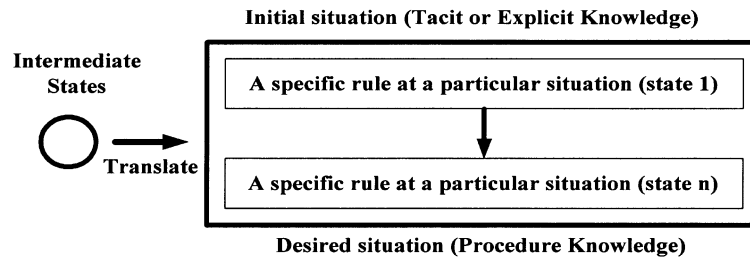 Initial situation (Tacit or Explicit Knowledge)
Intermediate
States
A specific rule at a particular situation (state 1)
Translate
A specific rule at a particular situation (state n)
Desired situation (Procedure Knowledge)